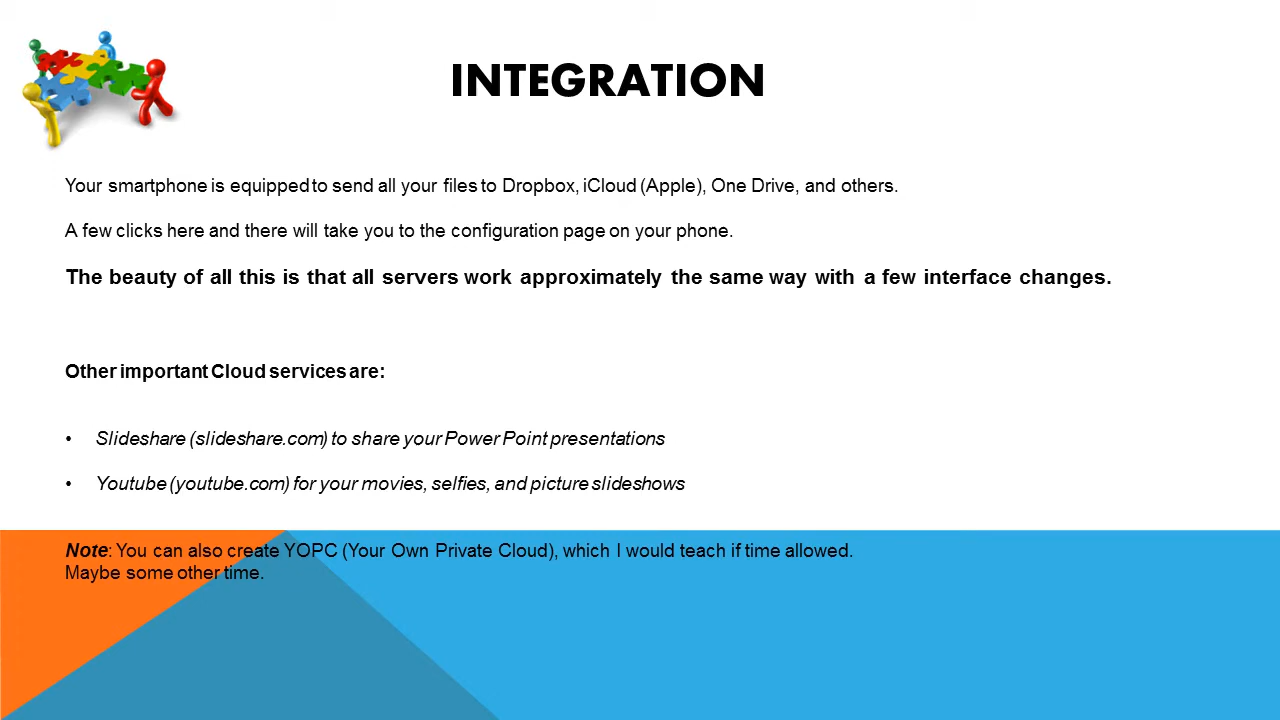 INTEGRATION
Your smartphone is equipped to send all your files to Dropbox, iCloud (Apple), One Drive, and others.
A few clicks here and there will take you to the configuration page on your phone.
The beauty of all this is that all servers work approximately the same way with a few interface changes.
Other important Cloud services are:
• Slideshare (slideshare.com) to share your Power Point presentations
• Youtube (youtube.com) for your movies, selfies, and picture slideshows
Note: You can also create YOPC (Your Own Private Cloud), which I would teach if time allowed.
Maybe some other time.